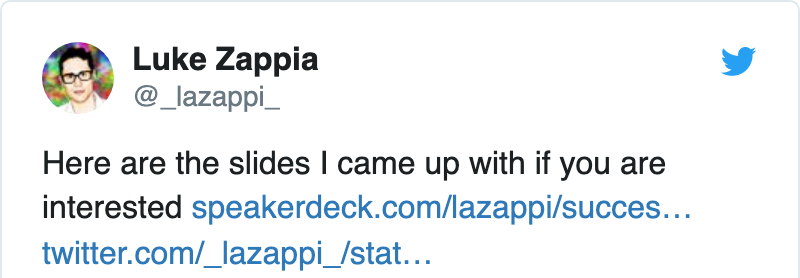 Luke Zappia
@_lazappi_
Here are the slides I came up with if you are
interested speakerdeck.com/lazappi/succes…
twitter.com/_lazappi_/stat…